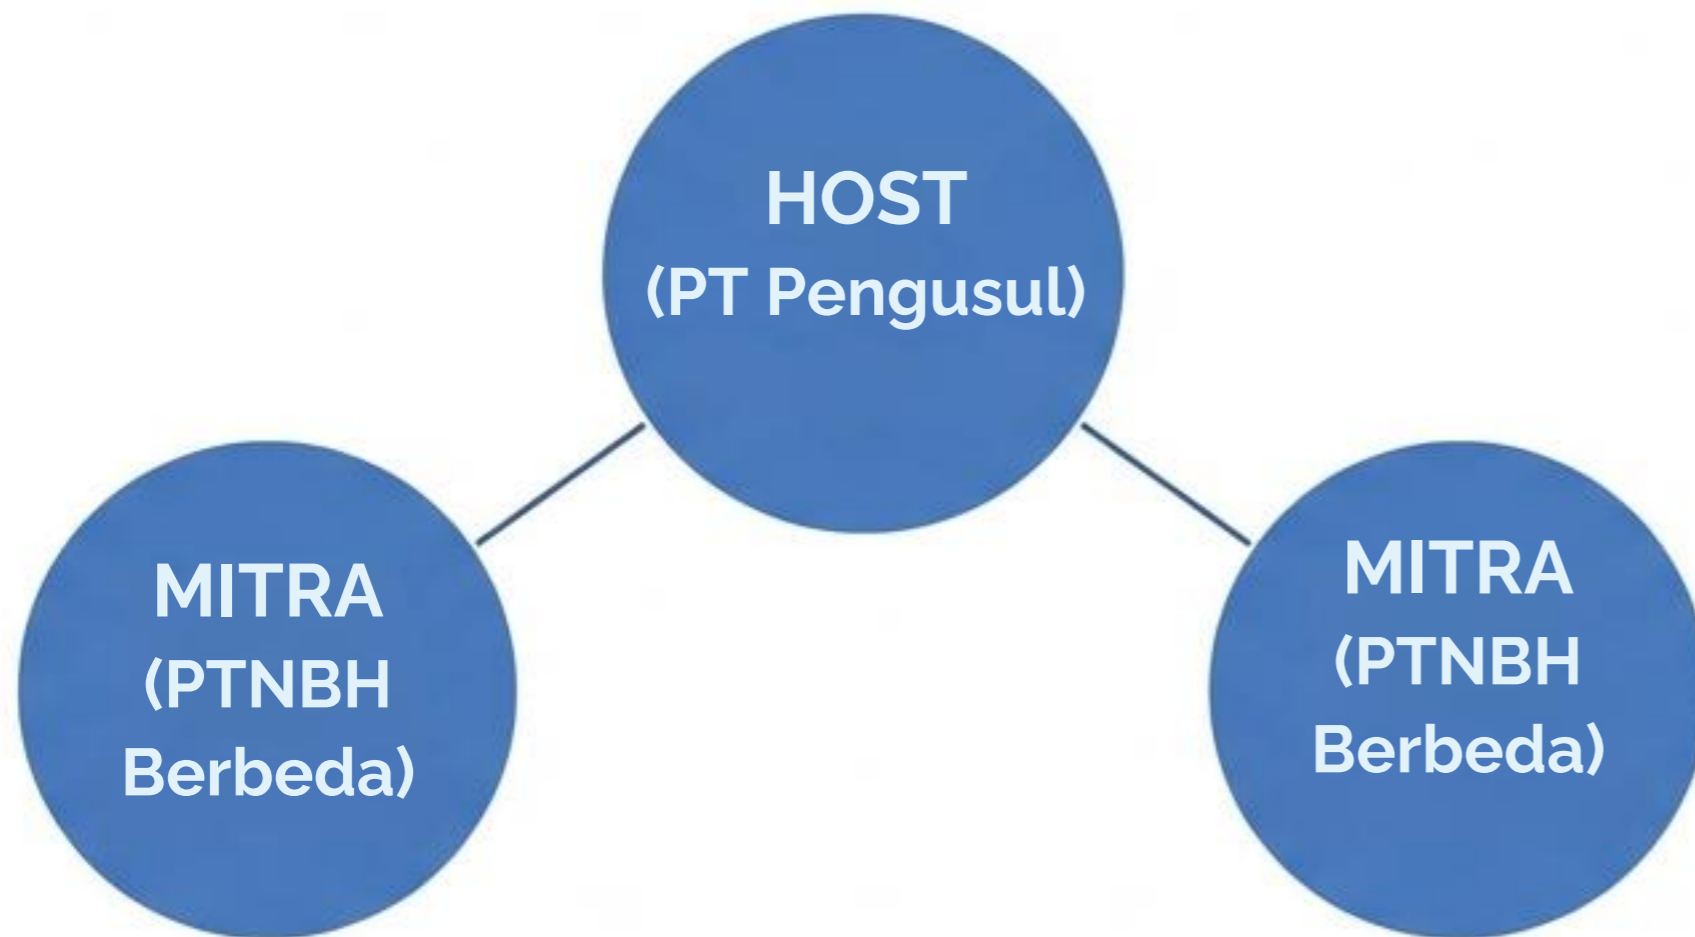 HOST
(PT Pengusul)
MITRA
(PTNBH
Berbeda)
MITRA
(PTNBH
Berbeda)